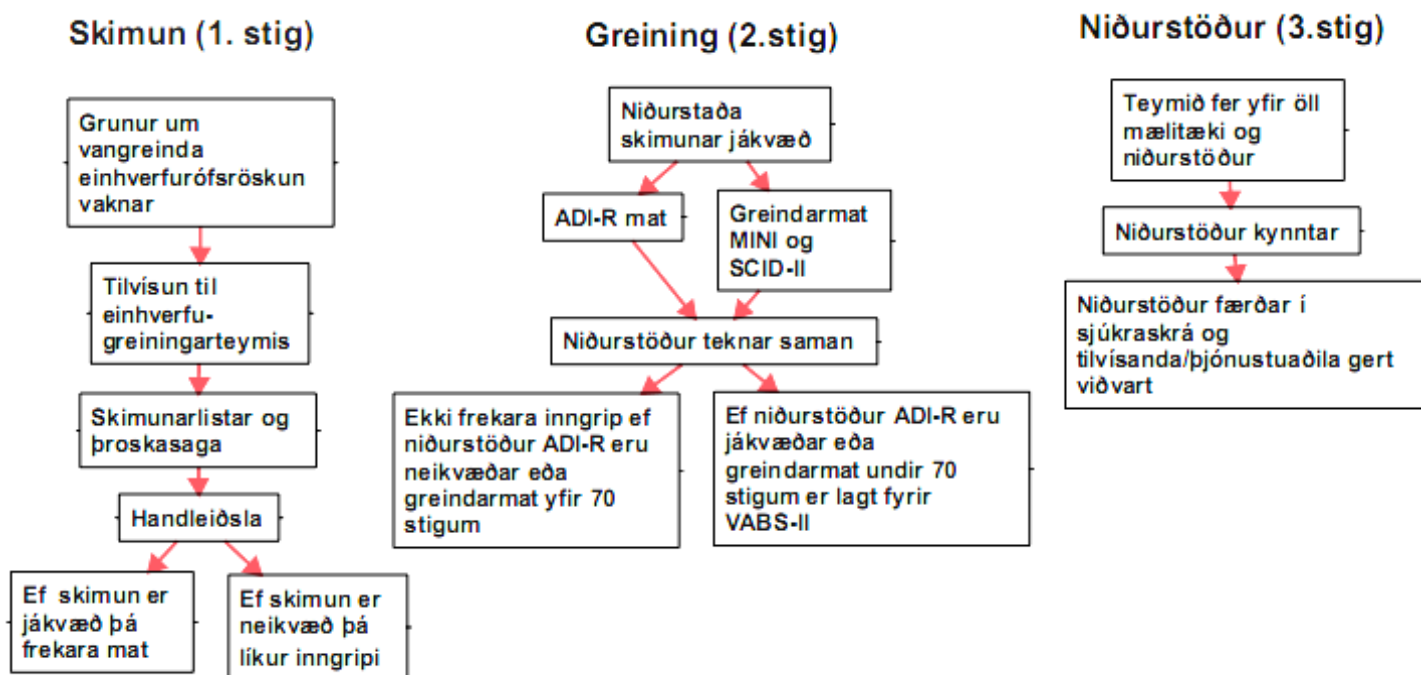 Skimun (1. stig)
Grunur um
vangreinda
einhverfurófsröskun
vaknar
Tilvísun til
einhverfu-
greiningarteymis
Skimunarlistar og
þroskasaga
Handleiðsla
Ef skimun er
jákvæð þá
frekara mat
Ef skimun er
neikvæð þá
líkur inngripi
Greining (2.stig)
Niðurstaða
skimunar jákvæð
ADI-R mat
Greindarmat
MINI og
SCID-II
Niðurstöður teknar saman
Ekki frekara inngrip ef
niðurstöður ADI-R eru
neikvæðar eða
greindarmat yfir 70
stigum
Ef niðurstöður ADI-R eru
jákvæðar eða
greindarmat undir 70
stigum er lagt fyrir
VABS-II
Niðurstöður (3.stig)
Teymið fer yfir öll
mælitæki og
niðurstöður
Niðurstöður kynntar
Niðurstöður færðar í
sjúkraskrá og
tilvísanda/þjónustuaðila gert
viðvart